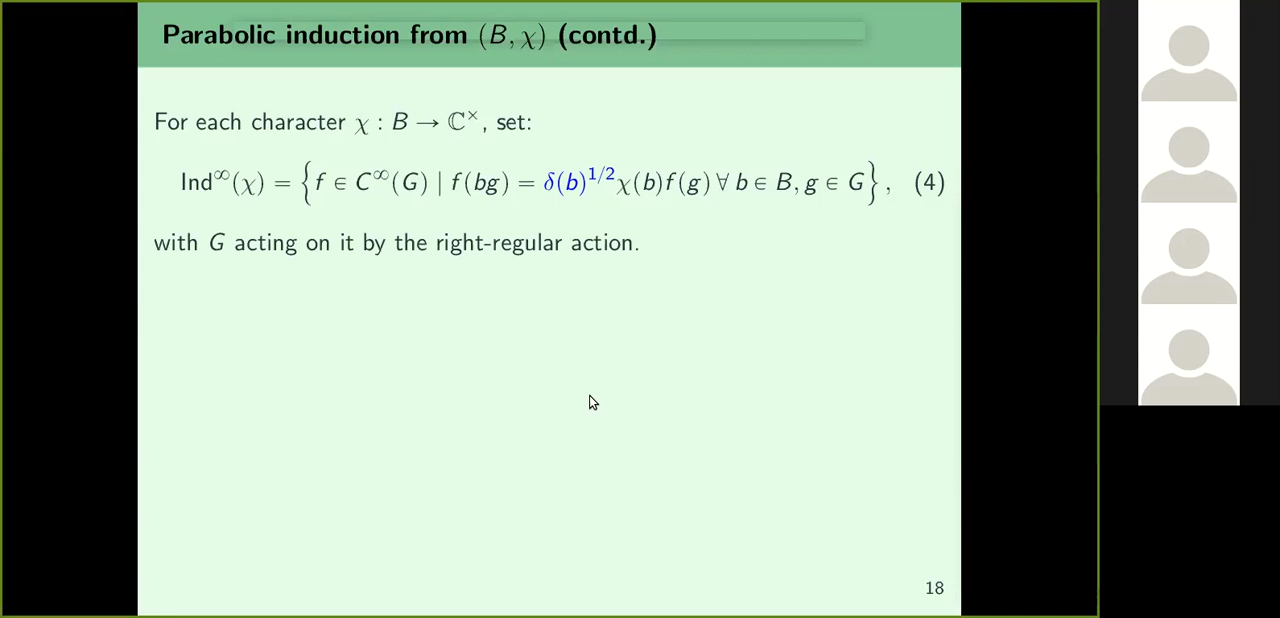 Parabolic induction from (B, χ) (contd.)
For each character χ : B → ℂ×, set:
Ind∞(χ) = {f ∈ C∞(G) | f(bg) = δ(b)1/2χ(b)f(g) ∀ b ∈ B, g ∈ G}, (4)
with G acting on it by the right-regular action.
18